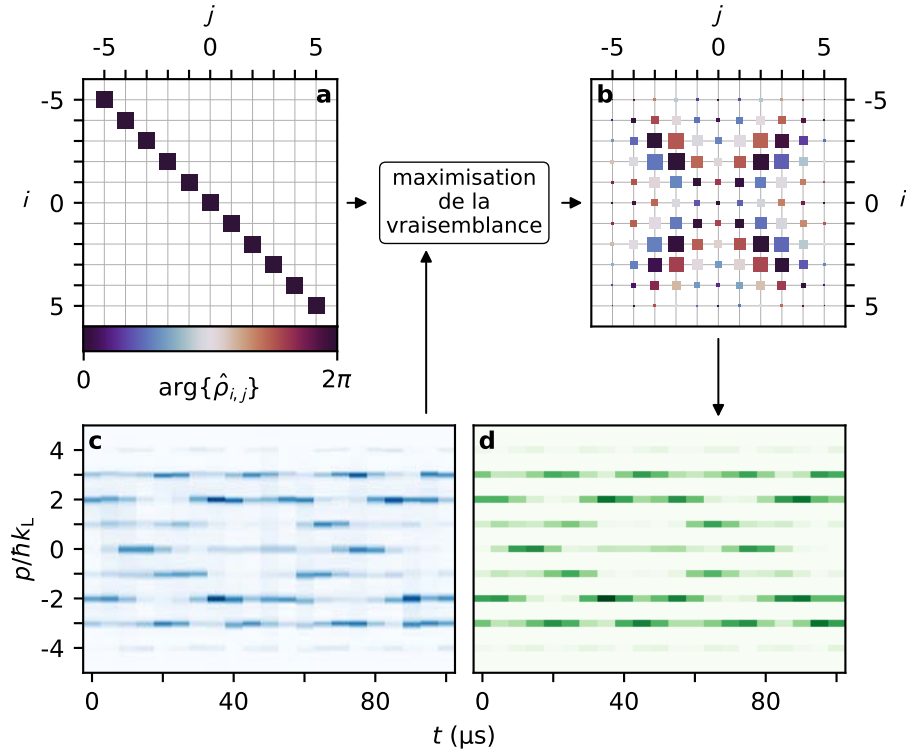 j
j
-5 0 5
-5 0 5
a
b
-5
-5
maximisation
de la
vraisemblance
i
0
0
i
5
5
0
2π
arg{ρ̂i,j}
c
d
4
2
0
-2
-4
p/ħkL
0 40 80
0 40 80
t (µs)